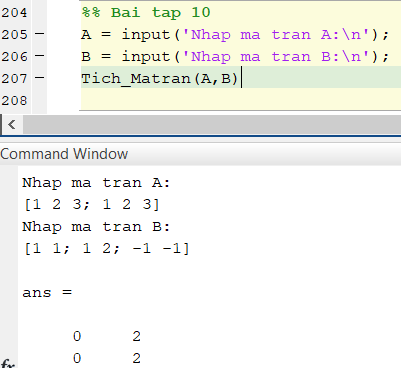 204 %% Bai tap 10
205 – A = input('Nhap ma tran A:\n');
206 – B = input('Nhap ma tran B:\n');
207 – Tich_Matran(A,B)
208
<
Command Window
Nhap ma tran A:
[1 2 3; 1 2 3]
Nhap ma tran B:
[1 1; 1 2; -1 -1]
ans =
0 2
0 2
fx